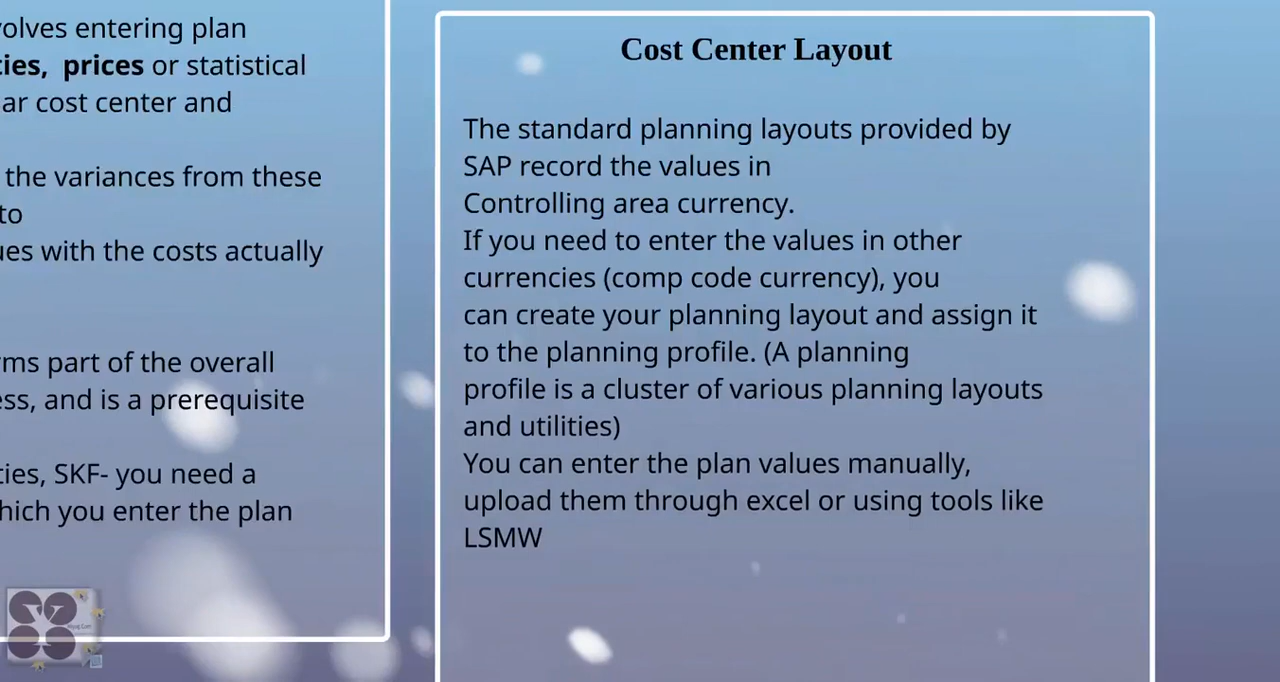 volves entering plan
ties, prices or statistical
ar cost center and
the variances from these
to
ues with the costs actually
rms part of the overall
ess, and is a prerequisite
ties, SKF- you need a
hich you enter the plan
Cost Center Layout
The standard planning layouts provided by
SAP record the values in
Controlling area currency.
If you need to enter the values in other
currencies (comp code currency), you
can create your planning layout and assign it
to the planning profile. (A planning
profile is a cluster of various planning layouts
and utilities)
You can enter the plan values manually,
upload them through excel or using tools like
LSMW